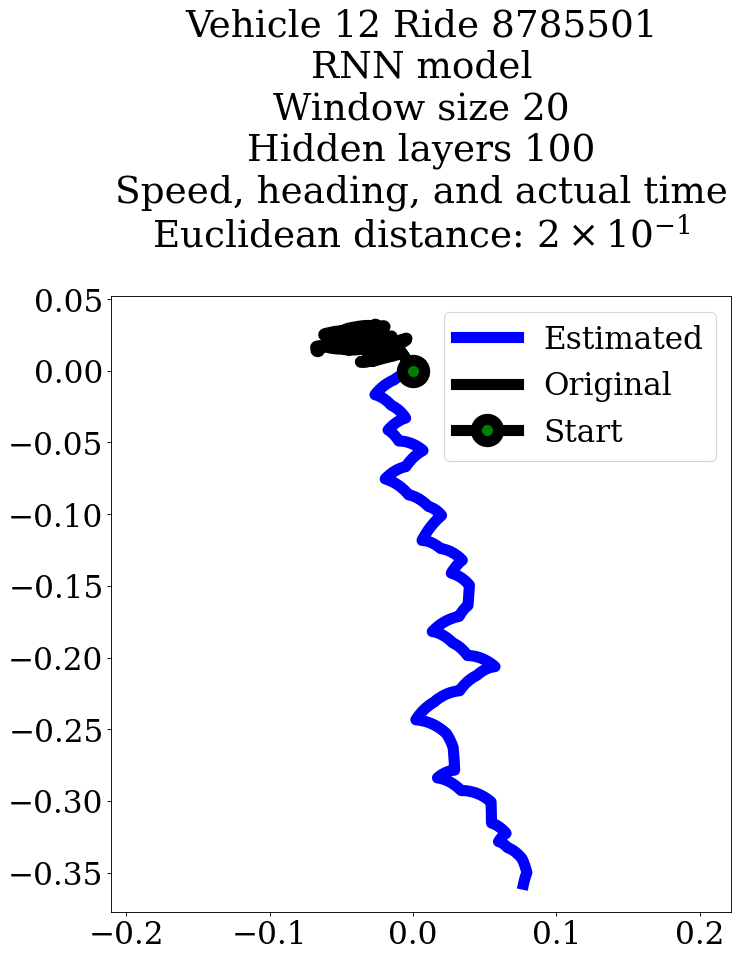 Vehicle 12 Ride 8785501
RNN model
Window size 20
Hidden layers 100
Speed, heading, and actual time
Euclidean distance: 2 × 10⁻¹
0.05
0.00
−0.05
−0.10
−0.15
−0.20
−0.25
−0.30
−0.35
Estimated
Original
Start
−0.2 −0.1 0.0 0.1 0.2